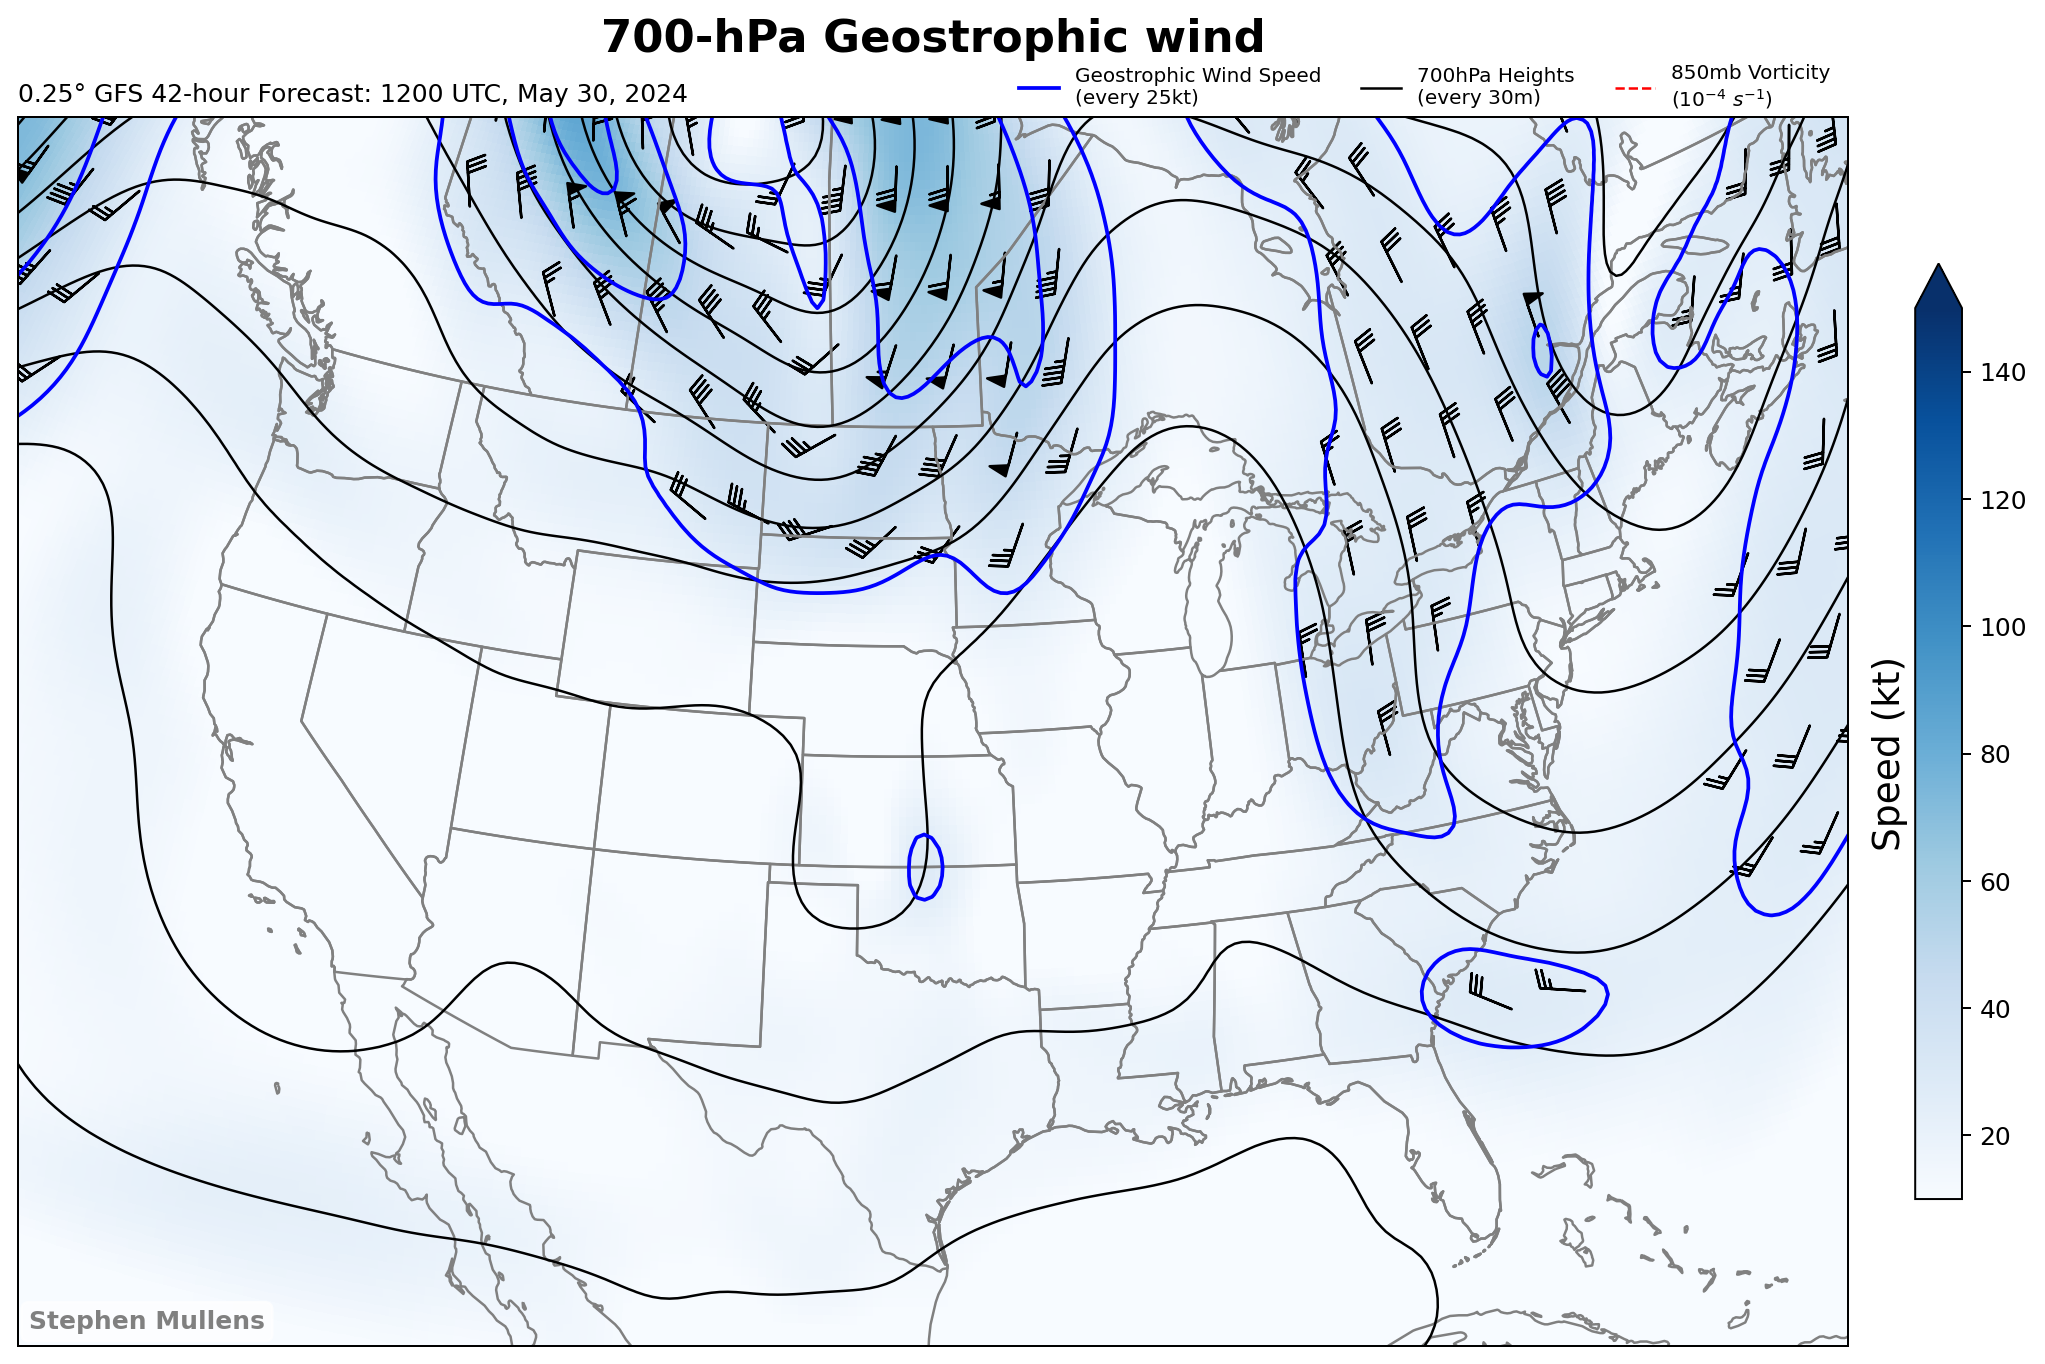 700-hPa Geostrophic wind
0.25° GFS 42-hour Forecast: 1200 UTC, May 30, 2024
Geostrophic Wind Speed
(every 25kt)
700hPa Heights
(every 30m)
850mb Vorticity
(10⁻⁴ s⁻¹)
140
120
100
80
60
40
20
Speed (kt)
Stephen Mullens